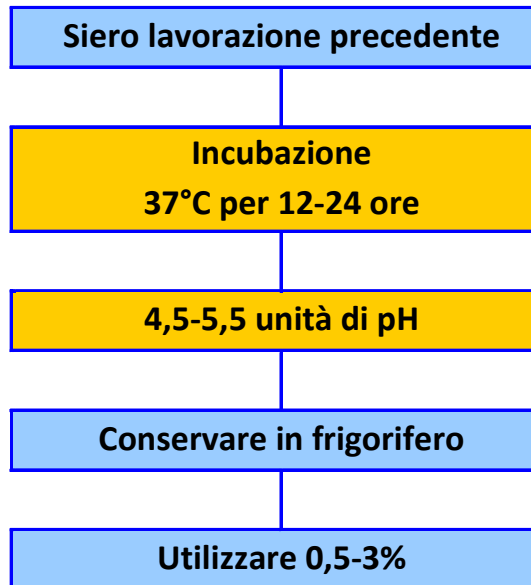 Siero lavorazione precedente
Incubazione
37°C per 12-24 ore
4,5-5,5 unità di pH
Conservare in frigorifero
Utilizzare 0,5-3%